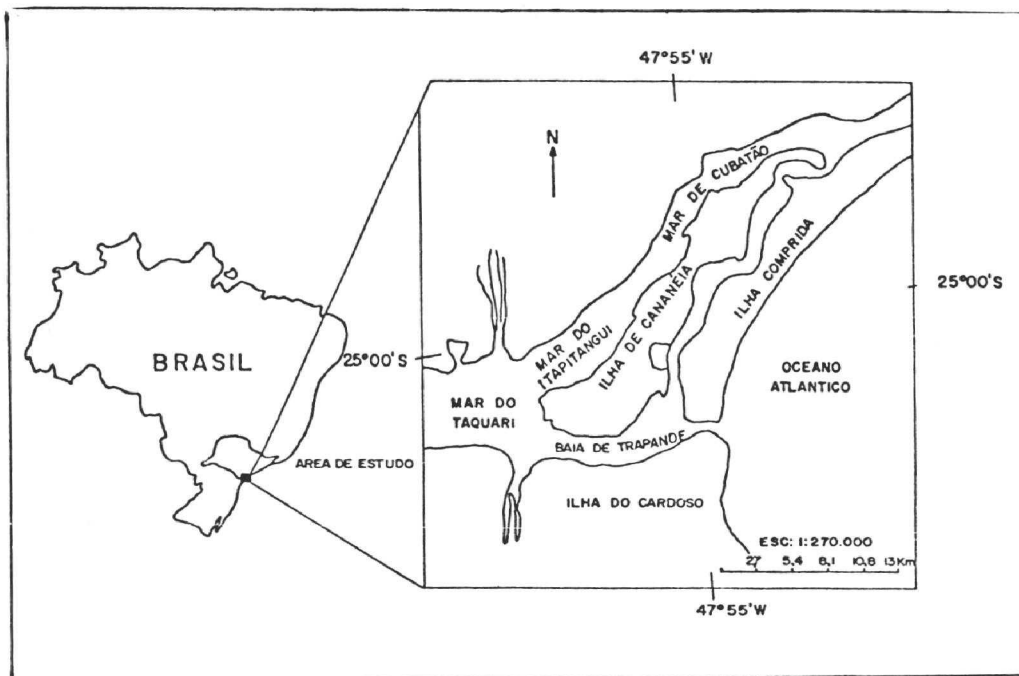 47°55'W
N
MAR DE CUBATÃO
ILHA COMPRIDA
25°00'S
ILHA DE CANANÉIA
MAR DO
ITAPITANGUI
BRASIL
25°00'S
OCEANO
ATLANTICO
MAR DO
TAQUARI
BAIA DE TRAPANDE
AREA DE ESTUDO
ILHA DO CARDOSO
ESC: 1:270.000
27 5,4 8,1 10,8 13Km
47°55'W